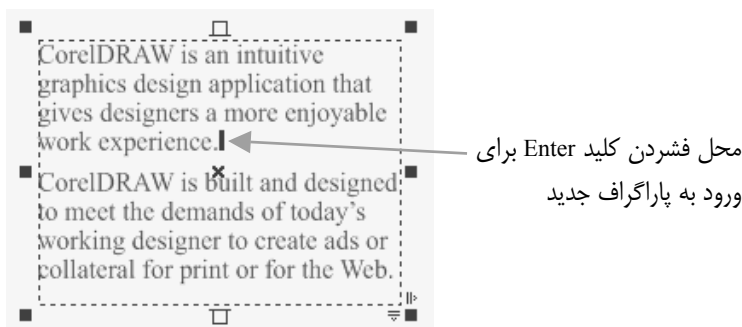 CorelDRAW is an intuitive
graphics design application that
gives designers a more enjoyable
work experience.
CorelDRAW is built and designed
to meet the demands of today's
working designer to create ads or
collateral for print or for the Web.
محل فشردن کلید Enter برای
ورود به پاراگراف جدید